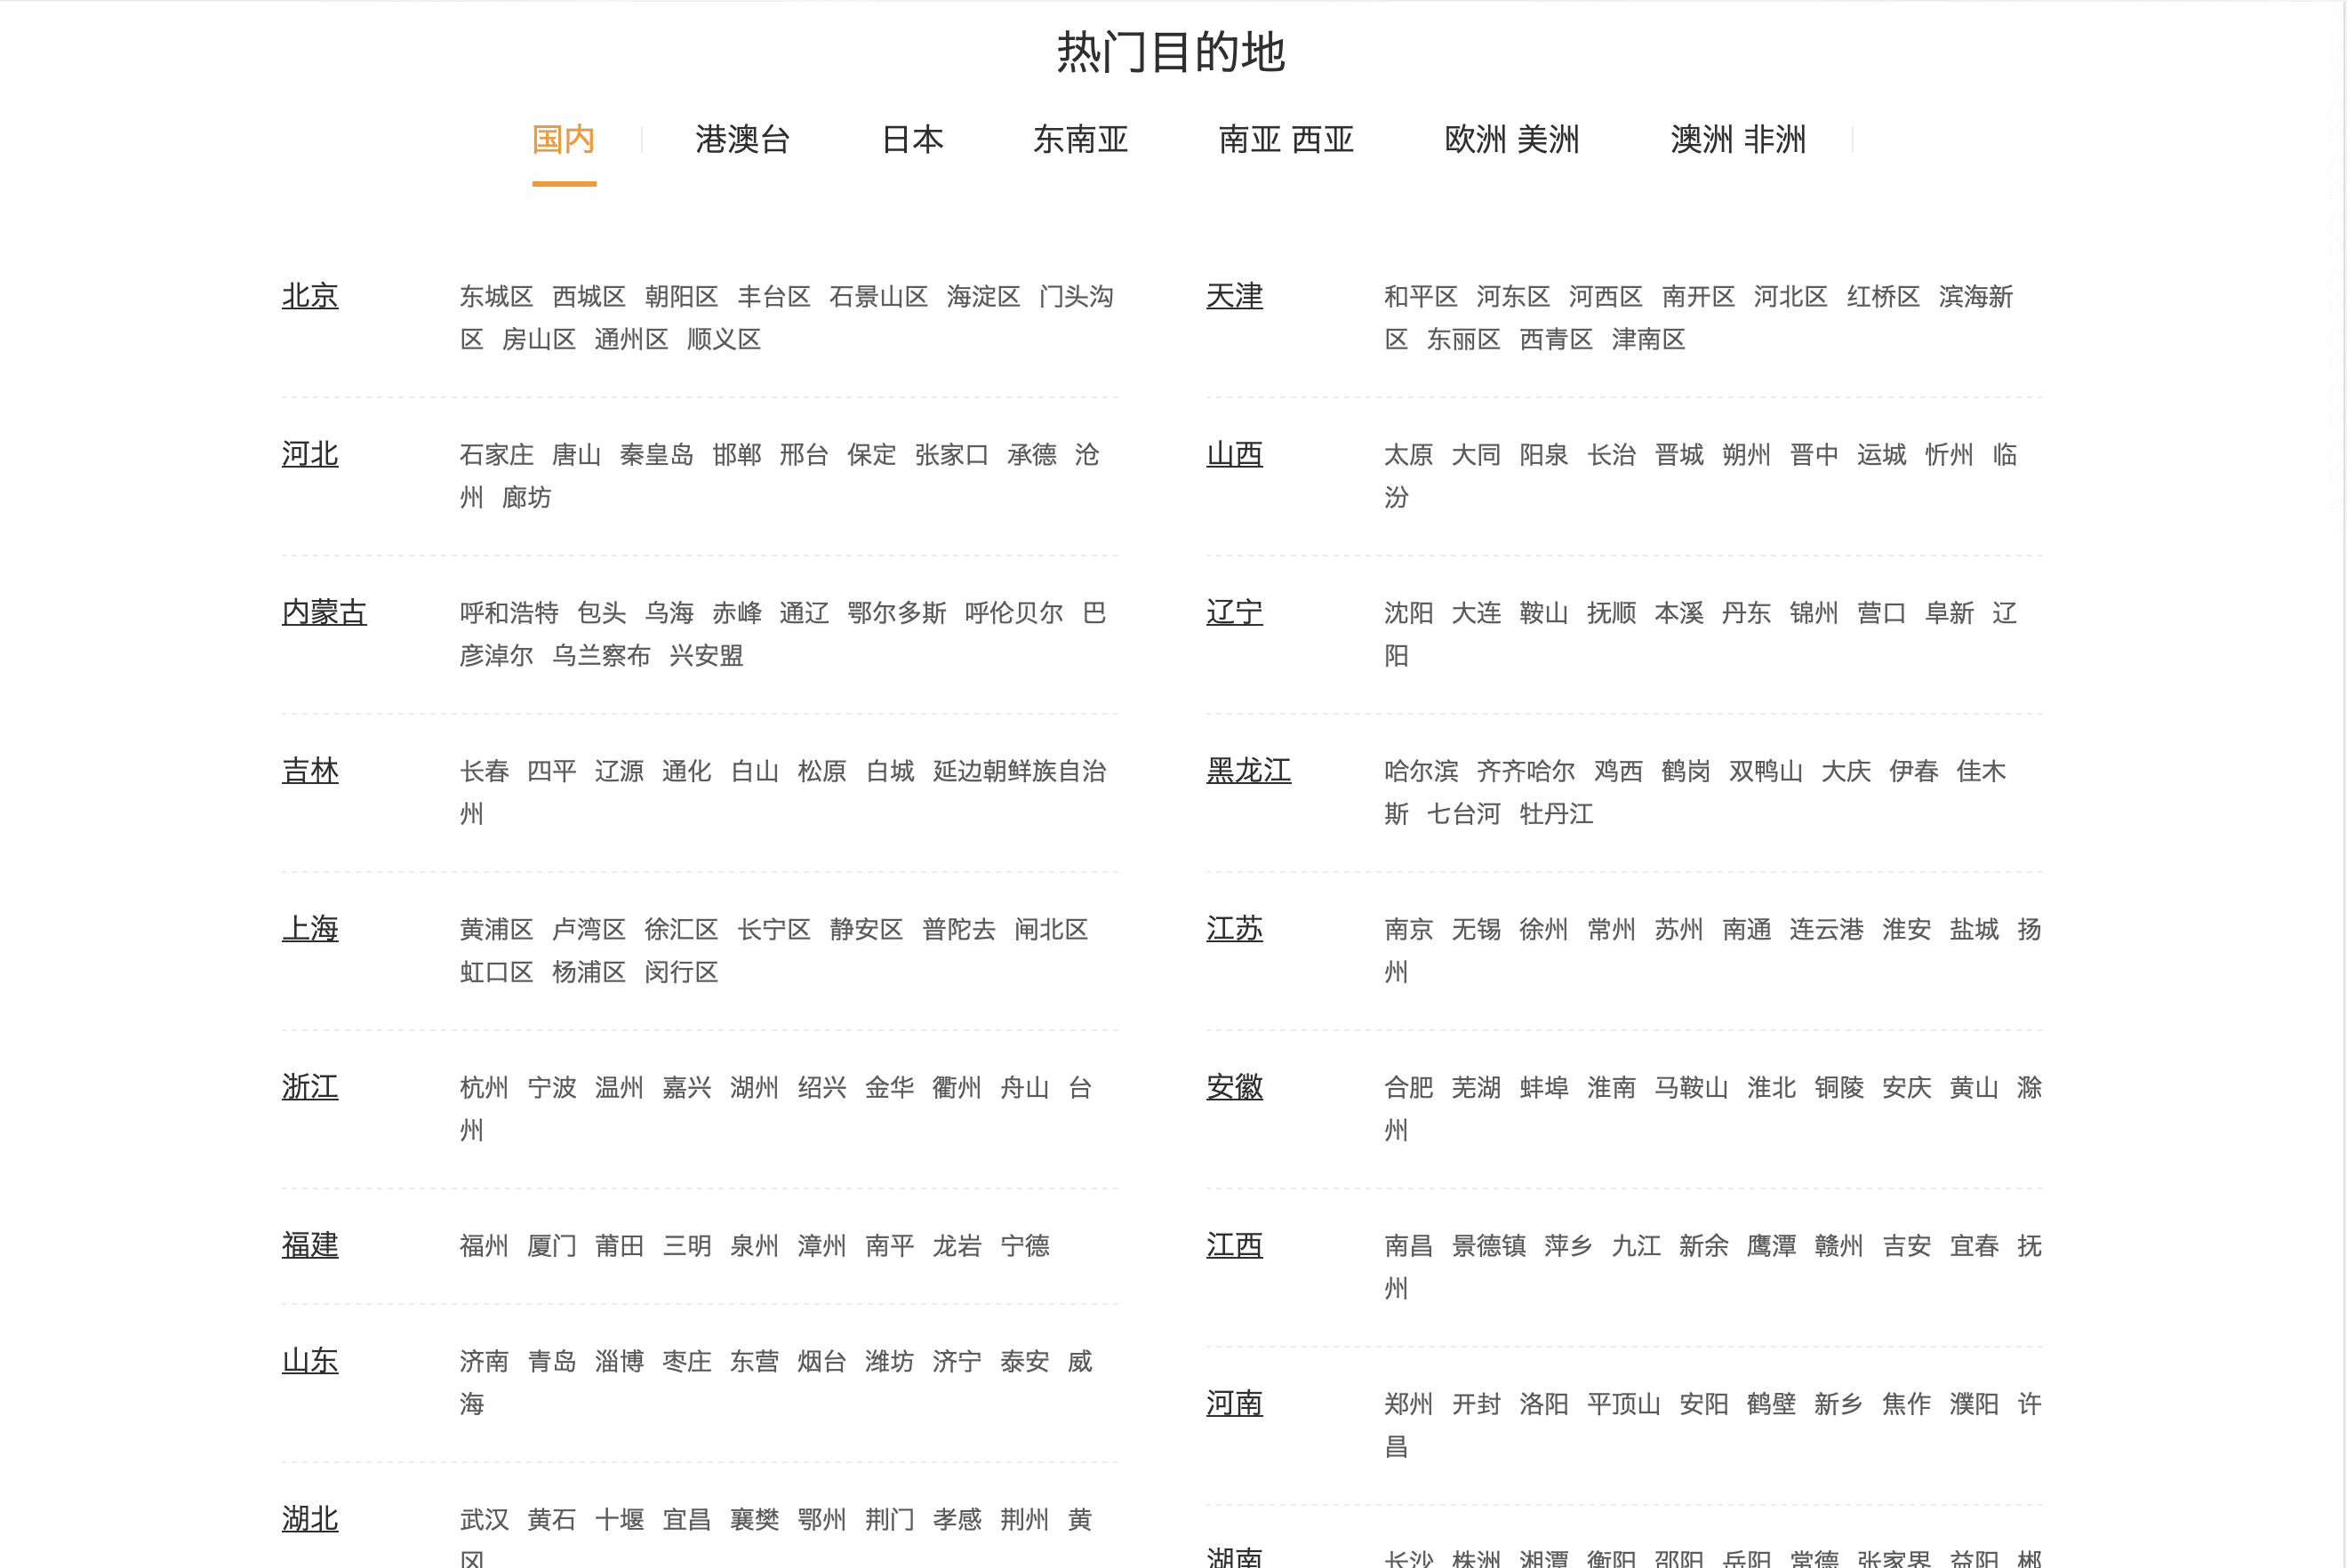 热门目的地
国内 港澳台 日本 东南亚 南亚 西亚 欧洲 美洲 澳洲 非洲
北京
东城区 西城区 朝阳区 丰台区 石景山区 海淀区 门头沟
区 房山区 通州区 顺义区
河北
石家庄 唐山 秦皇岛 邯郸 邢台 保定 张家口 承德 沧
州 廊坊
内蒙古
呼和浩特 包头 乌海 赤峰 通辽 鄂尔多斯 呼伦贝尔 巴
彦淖尔 乌兰察布 兴安盟
吉林
长春 四平 辽源 通化 白山 松原 白城 延边朝鲜族自治
州
上海
黄浦区 卢湾区 徐汇区 长宁区 静安区 普陀去 闸北区
虹口区 杨浦区 闵行区
浙江
杭州 宁波 温州 嘉兴 湖州 绍兴 金华 衢州 舟山 台
州
福建
福州 厦门 莆田 三明 泉州 漳州 南平 龙岩 宁德
山东
济南 青岛 淄博 枣庄 东营 烟台 潍坊 济宁 泰安 威
海
湖北
武汉 黄石 十堰 宜昌 襄樊 鄂州 荆门 孝感 荆州 黄
冈
天津
和平区 河东区 河西区 南开区 河北区 红桥区 滨海新
区 东丽区 西青区 津南区
山西
太原 大同 阳泉 长治 晋城 朔州 晋中 运城 忻州 临
汾
辽宁
沈阳 大连 鞍山 抚顺 本溪 丹东 锦州 营口 阜新 辽
阳
黑龙江
哈尔滨 齐齐哈尔 鸡西 鹤岗 双鸭山 大庆 伊春 佳木
斯 七台河 牡丹江
江苏
南京 无锡 徐州 常州 苏州 南通 连云港 淮安 盐城 扬
州
安徽
合肥 芜湖 蚌埠 淮南 马鞍山 淮北 铜陵 安庆 黄山 滁
州
江西
南昌 景德镇 萍乡 九江 新余 鹰潭 赣州 吉安 宜春 抚
州
河南
郑州 开封 洛阳 平顶山 安阳 鹤壁 新乡 焦作 濮阳 许
昌
湖南
长沙 株洲 湘潭 衡阳 邵阳 岳阳 常德 张家界 益阳 郴